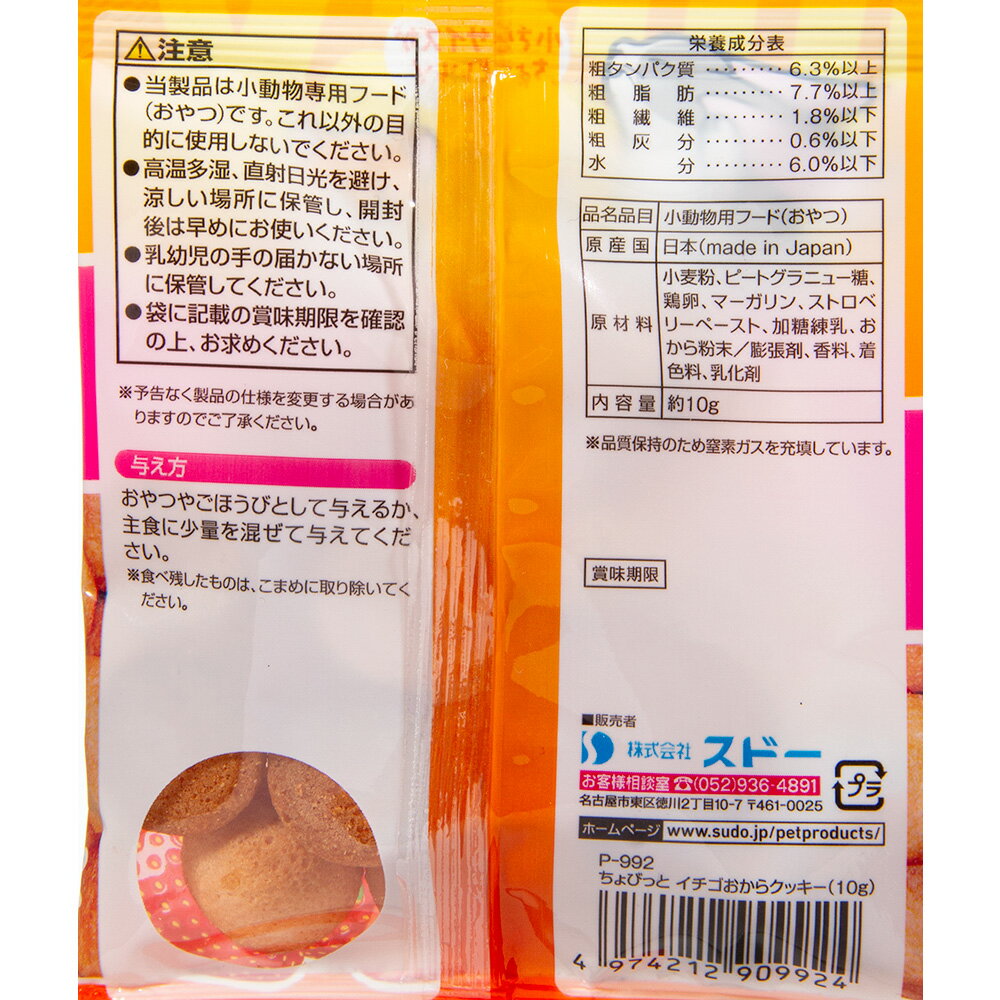 ⚠注意
●当製品は小動物専用フード
(おやつ)です。これ以外の目
的に使用しないでください。
●高温多湿、直射日光を避け、
涼しい場所に保管し、開封
後は早めにお使いください。
●乳幼児の手の届かない場所
に保管してください。
●袋に記載の賞味期限を確認
の上、お求めください。
※予告なく製品の仕様を変更する場合があ
りますのでご了承ください。
与え方
おやつやごほうびとして与えるか、
主食に少量を混ぜて与えてくだ
さい。
※食べ残したものは、こまめに取り除いてく
ださい。
栄養成分表
粗タンパク質 ……… 6.3%以上
粗脂肪 ……… 7.7%以上
粗繊維 ……… 1.8%以下
粗灰分 ……… 0.6%以下
水分 ……… 6.0%以下
品名品目 小動物用フード(おやつ)
原産国 日本(made in Japan)
原材料 小麦粉、ビートグラニュー糖、
鶏卵、マーガリン、ストロベ
リーペースト、加糖練乳、お
から粉末/膨張剤、香料、着
色料、乳化剤
内容量 約10g
※品質保持のため窒素ガスを充填しています。
賞味期限
■販売者
株式会社 スドー
お客様相談室☎(052)936-4891
名古屋市東区徳川2丁目10-7 〒461-0025
プラ
ホームページ www.sudo.jp/petproducts/
P-992
ちょびっと イチゴおからクッキー(10g)
4 974212 909924